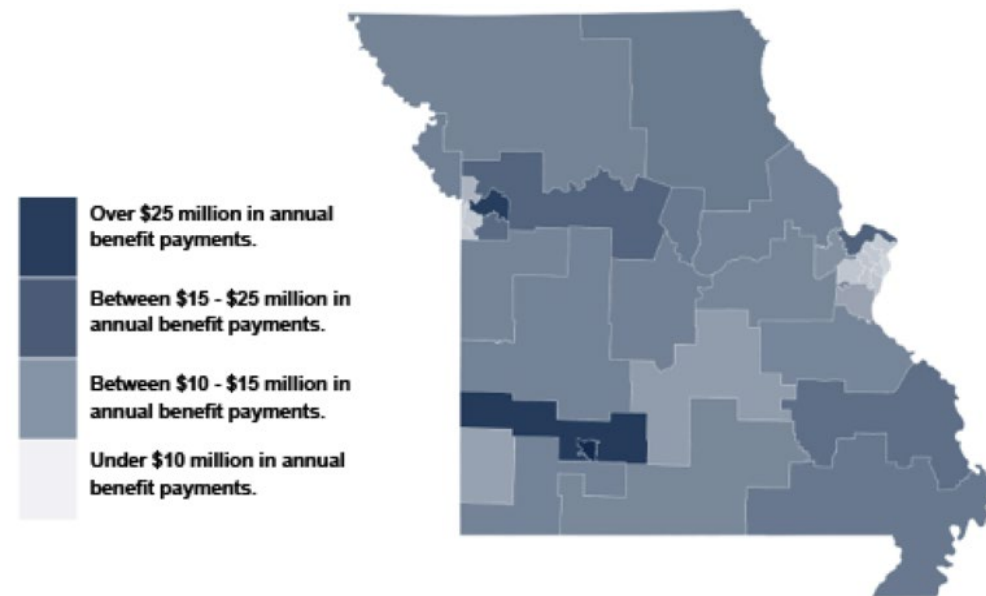 Over $25 million in annual
benefit payments.
Between $15 - $25 million in
annual benefit payments.
Between $10 - $15 million in
annual benefit payments.
Under $10 million in annual
benefit payments.